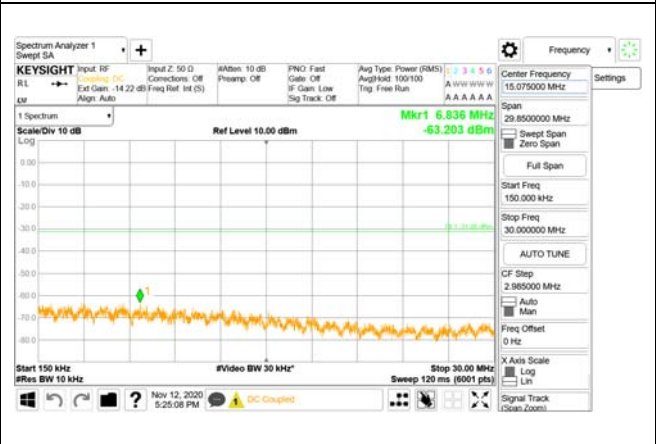 Spectrum Analyzer 1
Swept SA
Frequency
KEYSIGHT
RL
Input: RF
Coupling: DC
Ext Gain: -14.22 dB
Align: Auto
Input Z: 50 Ω
Corrections: Off
Freq Ref: Int (S)
#Atten: 10 dB
Preamp: Off
PNO: Fast
Gate: Off
IF Gain: Low
Sig Track: Off
Avg Type: Power (RMS)
Avg|Hold: 100/100
Trig: Free Run
1 2 3 4 5 6
A W W W W W
A A A A A A
Settings
1 Spectrum
Scale/Div 10 dB
Log
Ref Level 10.00 dBm
Mkr1 6.836 MHz
-63.203 dBm
0.00
-10.0
-20.0
-30.0
-40.0
-50.0
-60.0
-70.0
-80.0
1
Start 150 kHz
#Res BW 10 kHz
#Video BW 30 kHz*
Stop 30.00 MHz
Sweep 120 ms (6001 pts)
Center Frequency
15.075000 MHz
Span
29.8500000 MHz
Swept Span
Zero Span
Full Span
Start Freq
150.000 kHz
Stop Freq
30.000000 MHz
AUTO TUNE
CF Step
2.985000 MHz
Auto
Man
Freq Offset
0 Hz
X Axis Scale
Log
Lin
Signal Track
(Span Zoom)
?
Nov 12, 2020
5:25:08 PM
1
DC Coupled